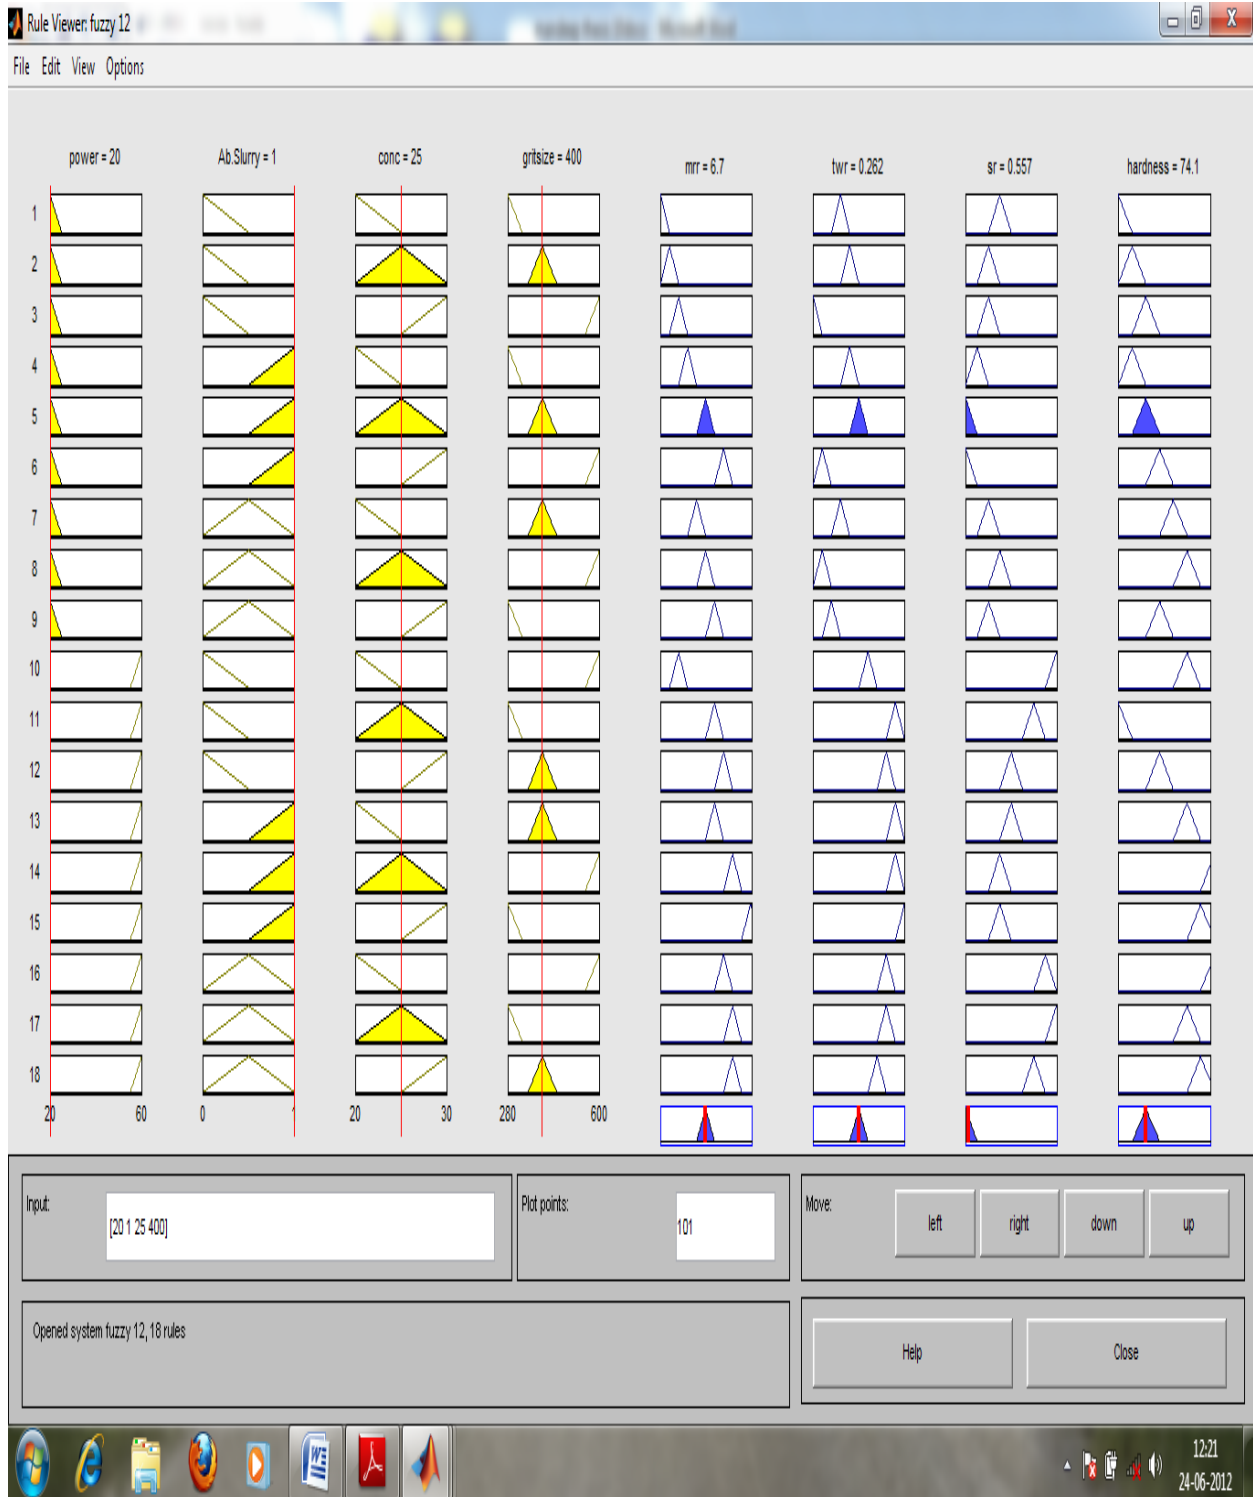 Rule Viewer: fuzzy 12
File Edit View Options
power = 20 Ab.Slurry = 1 conc = 25 gritsize = 400 mrr = 6.7 twr = 0.262 sr = 0.557 hardness = 74.1
1
2
3
4
5
6
7
8
9
10
11
12
13
14
15
16
17
18
20 60 0 20 30 280 600
Input: [20 1 25 400] Plot points: 101 Move: left right down up
Opened system fuzzy 12, 18 rules
Help Close
12:21
24-06-2012